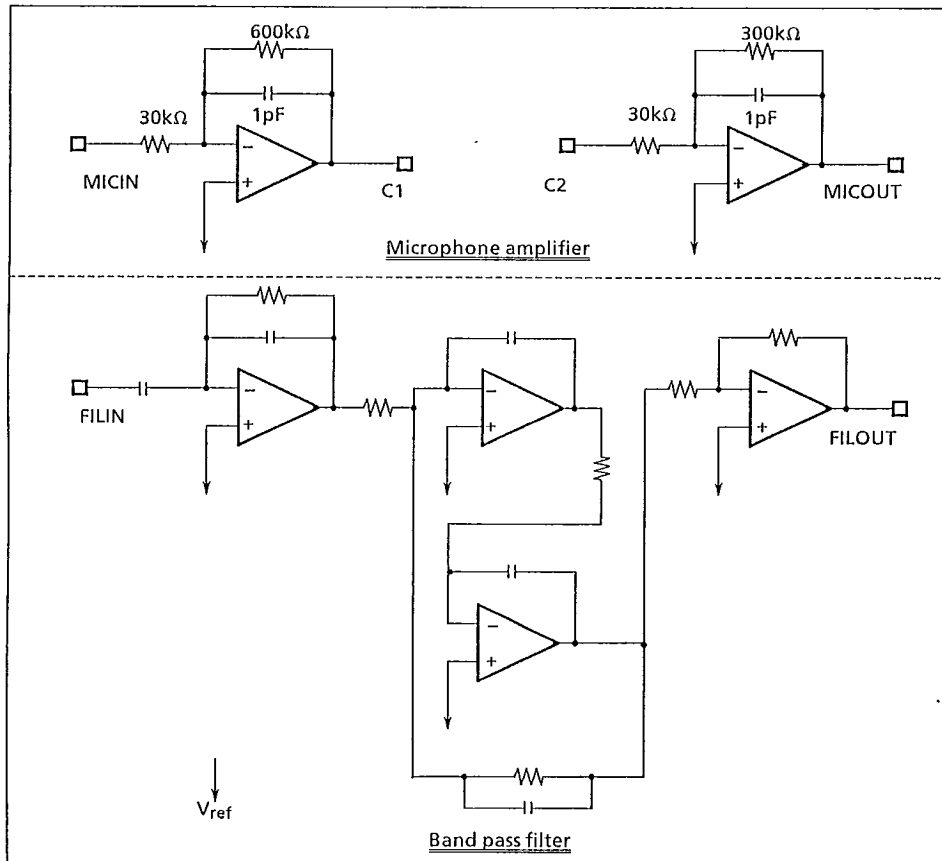 600kΩ
300kΩ
30kΩ
1pF
30kΩ
1pF
MICIN
C1
C2
MICOUT
Microphone amplifier
FILIN
FILOUT
Vref
Band pass filter